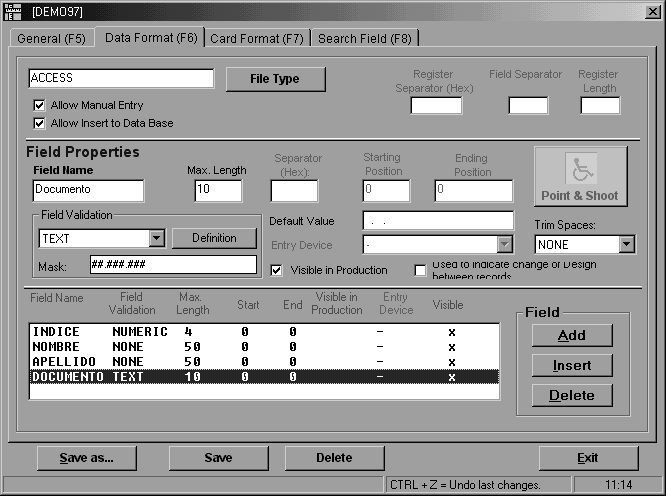 [DEMO97]
General (F5) Data Format (F6) Card Format (F7) Search Field (F8)
ACCESS
File Type
Register Separator (Hex)
Field Separator
Register Length
Allow Manual Entry
Allow Insert to Data Base
Field Properties
Field Name
Max. Length
Separator (Hex):
Starting Position
Ending Position
Documento
10
0
0
Point & Shoot
Field Validation
TEXT
Definition
Mask:
##.###.###
Default Value
. .
Entry Device
-
Trim Spaces:
NONE
Visible in Production
Used to indicate change of Design between records
Field Name Field Validation Max. Length Start End Visible in Production Entry Device Visible
INDICE NUMERIC 4 0 0 – x
NOMBRE NONE 50 0 0 – x
APELLIDO NONE 50 0 0 – x
DOCUMENTO TEXT 10 0 0 – x
Field
Add
Insert
Delete
Save as... Save Delete Exit
CTRL + Z = Undo last changes. 11:14